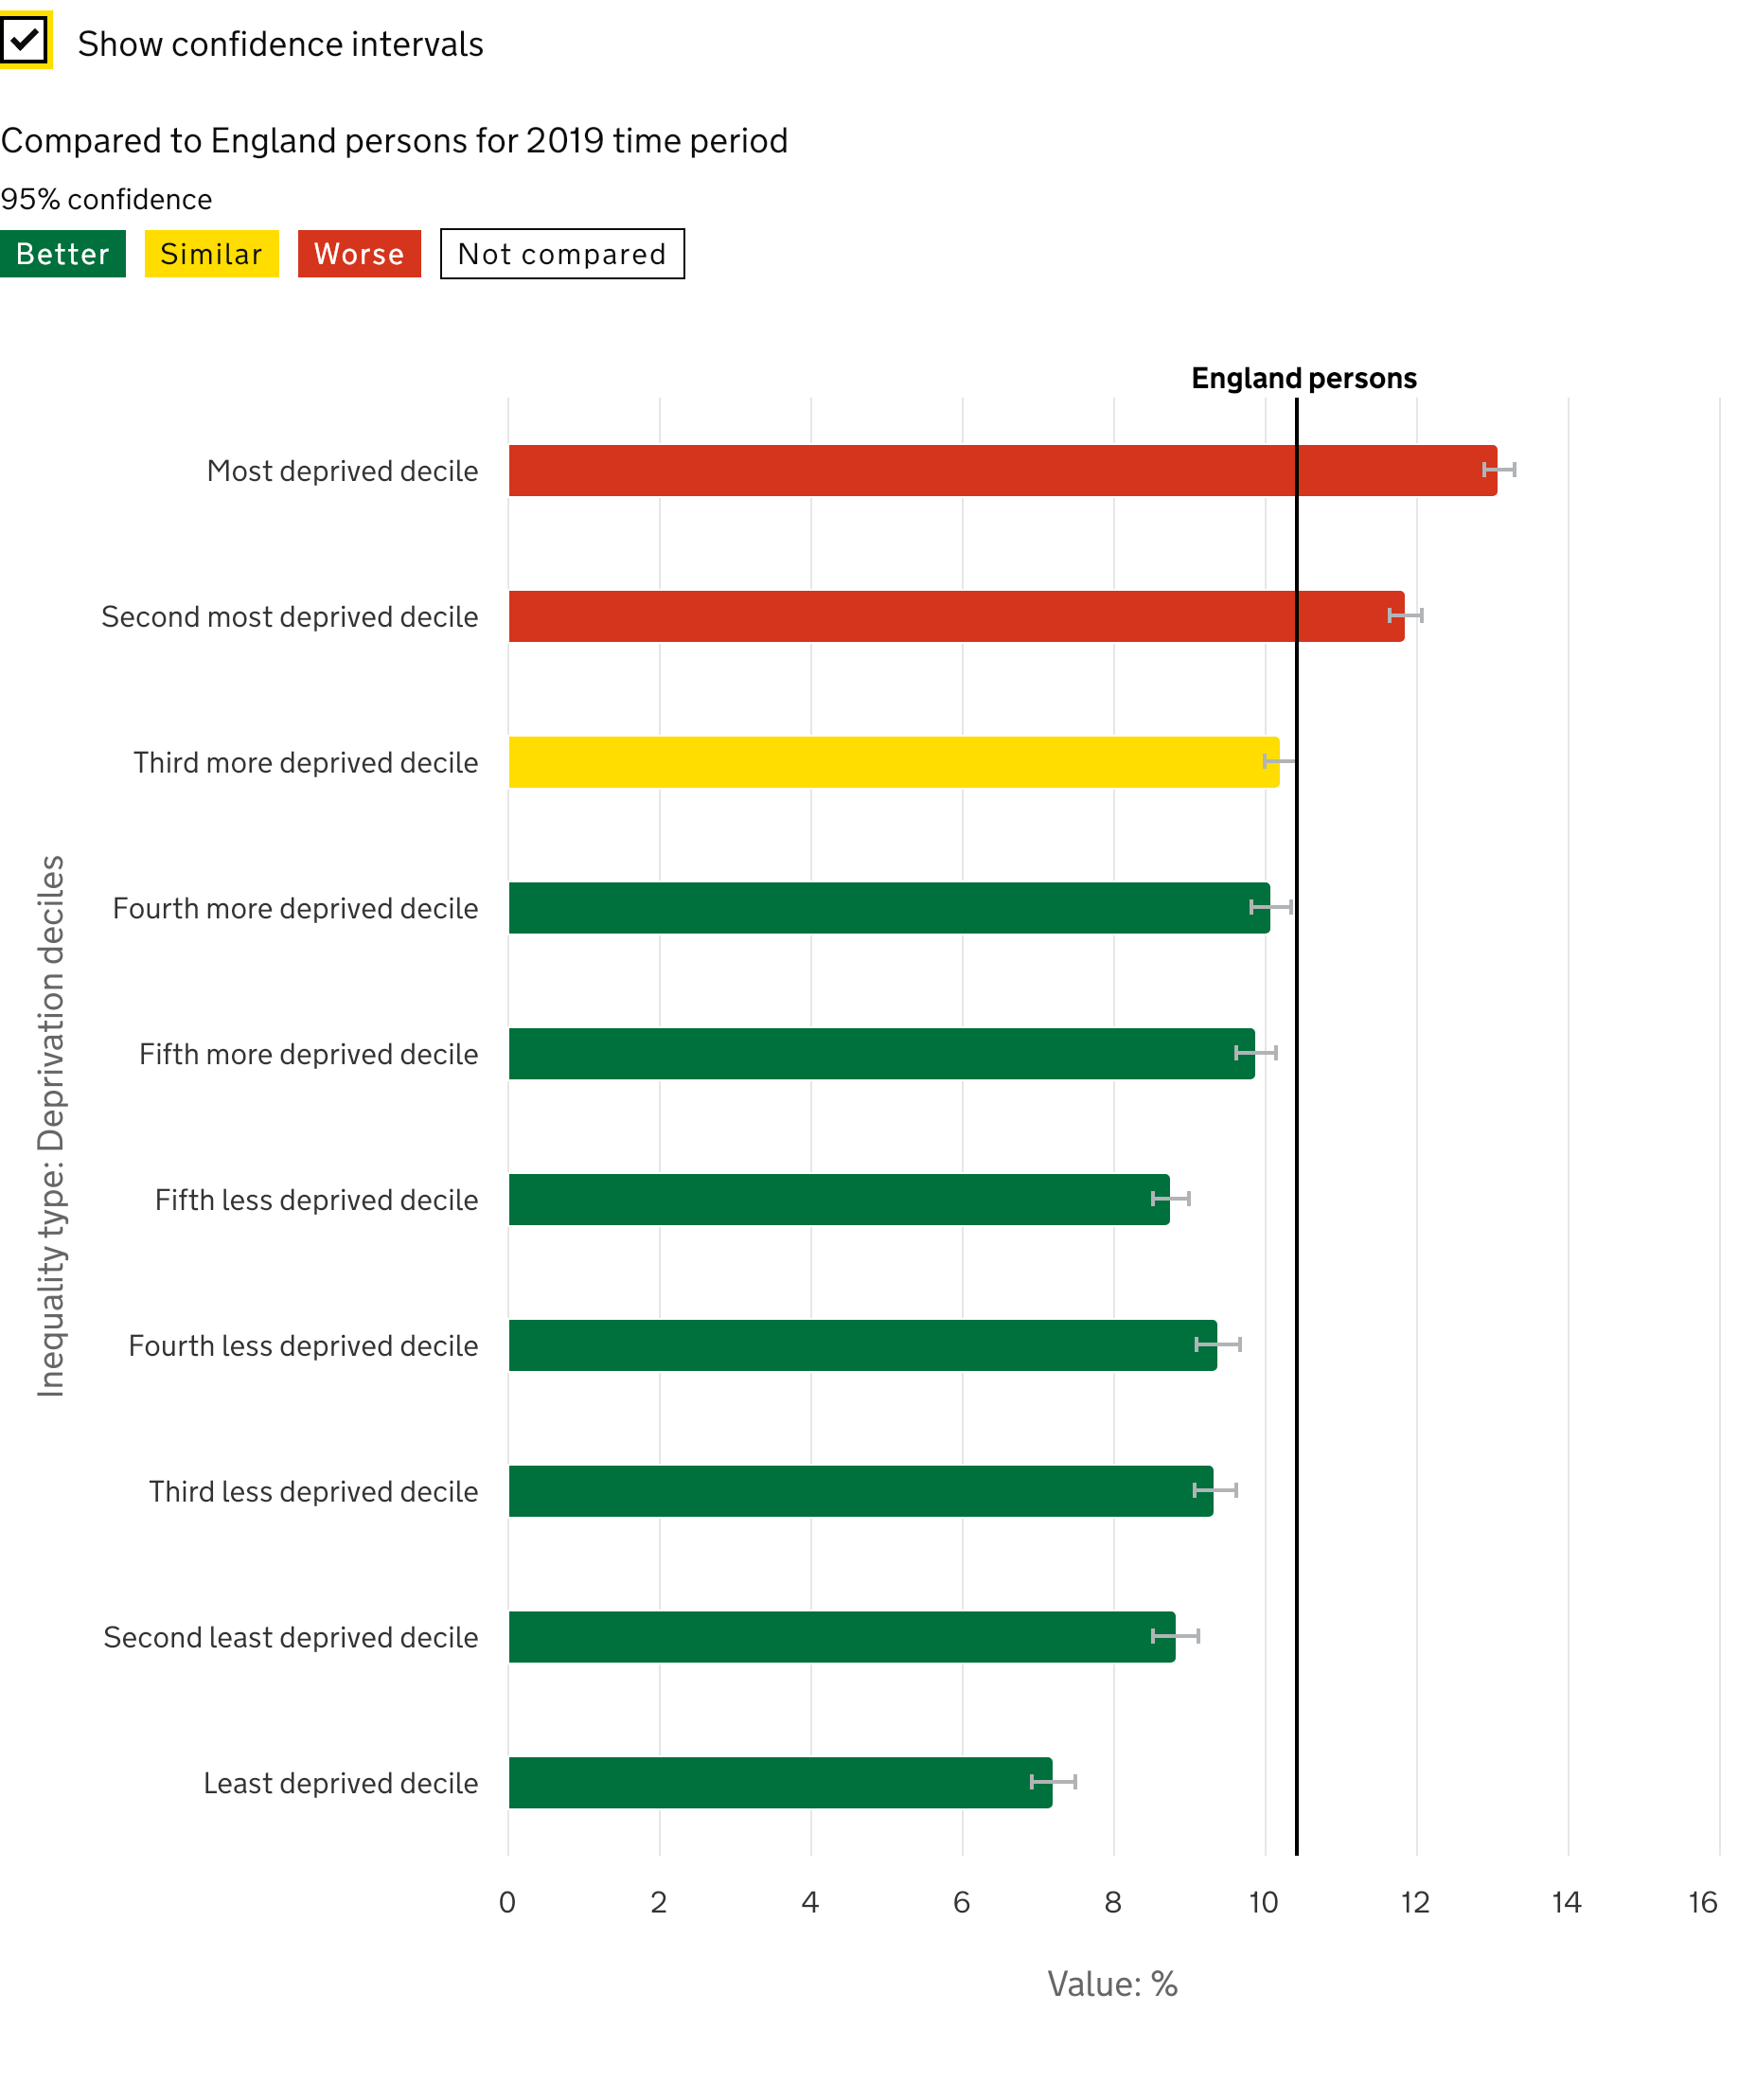 Show confidence intervals
Compared to England persons for 2019 time period
95% confidence
Better Similar Worse Not compared
England persons
Most deprived decile
Second most deprived decile
Third more deprived decile
Fourth more deprived decile
Fifth more deprived decile
Fifth less deprived decile
Fourth less deprived decile
Third less deprived decile
Second least deprived decile
Least deprived decile
Inequality type: Deprivation deciles
0 2 4 6 8 10 12 14 16
Value: %